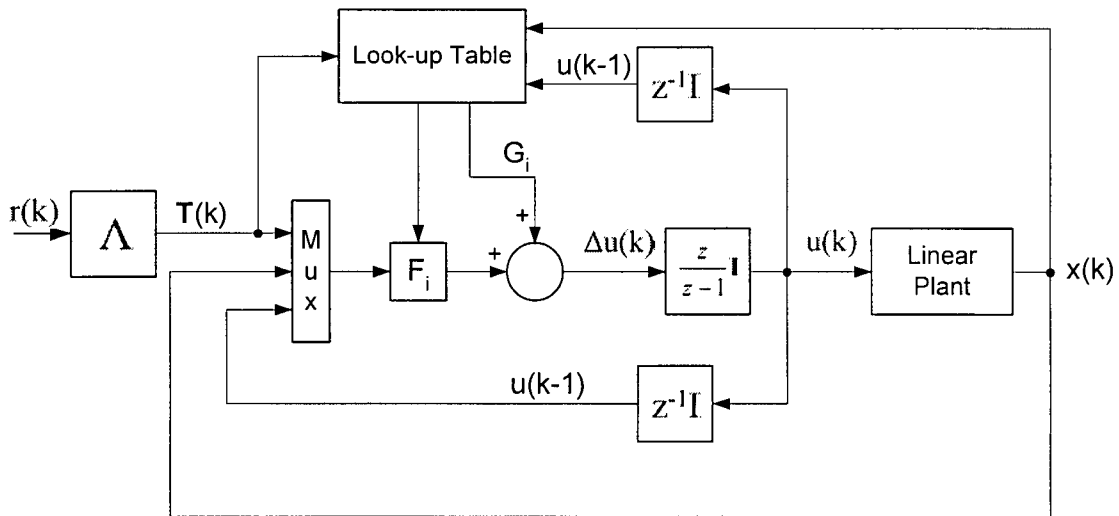 Look-up Table
u(k-1)
z⁻¹I
G_i
r(k)
Λ
T(k)
M
u
x
F_i
+
+
Δu(k)
z
z-1
I
u(k)
Linear
Plant
x(k)
u(k-1)
z⁻¹I